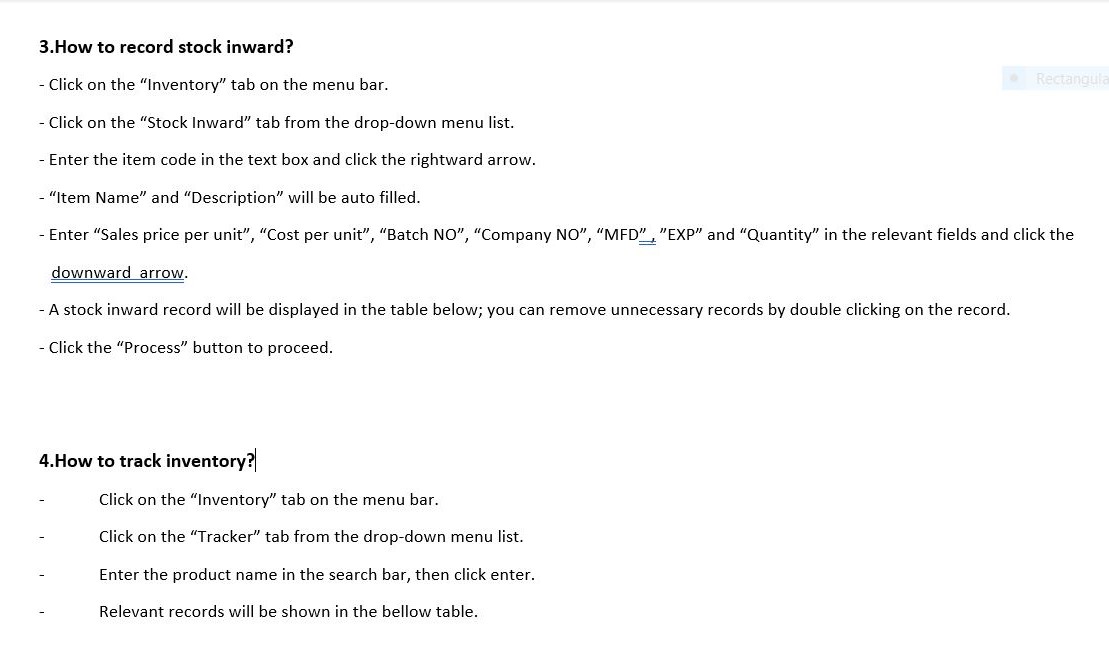 3.How to record stock inward?
- Click on the “Inventory” tab on the menu bar.
Rectangula
- Click on the “Stock Inward” tab from the drop-down menu list.
- Enter the item code in the text box and click the rightward arrow.
- “Item Name” and “Description” will be auto filled.
- Enter “Sales price per unit”, “Cost per unit”, “Batch NO”, “Company NO”, “MFD” , ”EXP” and “Quantity” in the relevant fields and click the
downward arrow.
- A stock inward record will be displayed in the table below; you can remove unnecessary records by double clicking on the record.
- Click the “Process” button to proceed.
4.How to track inventory?
- Click on the “Inventory” tab on the menu bar.
- Click on the “Tracker” tab from the drop-down menu list.
- Enter the product name in the search bar, then click enter.
- Relevant records will be shown in the bellow table.